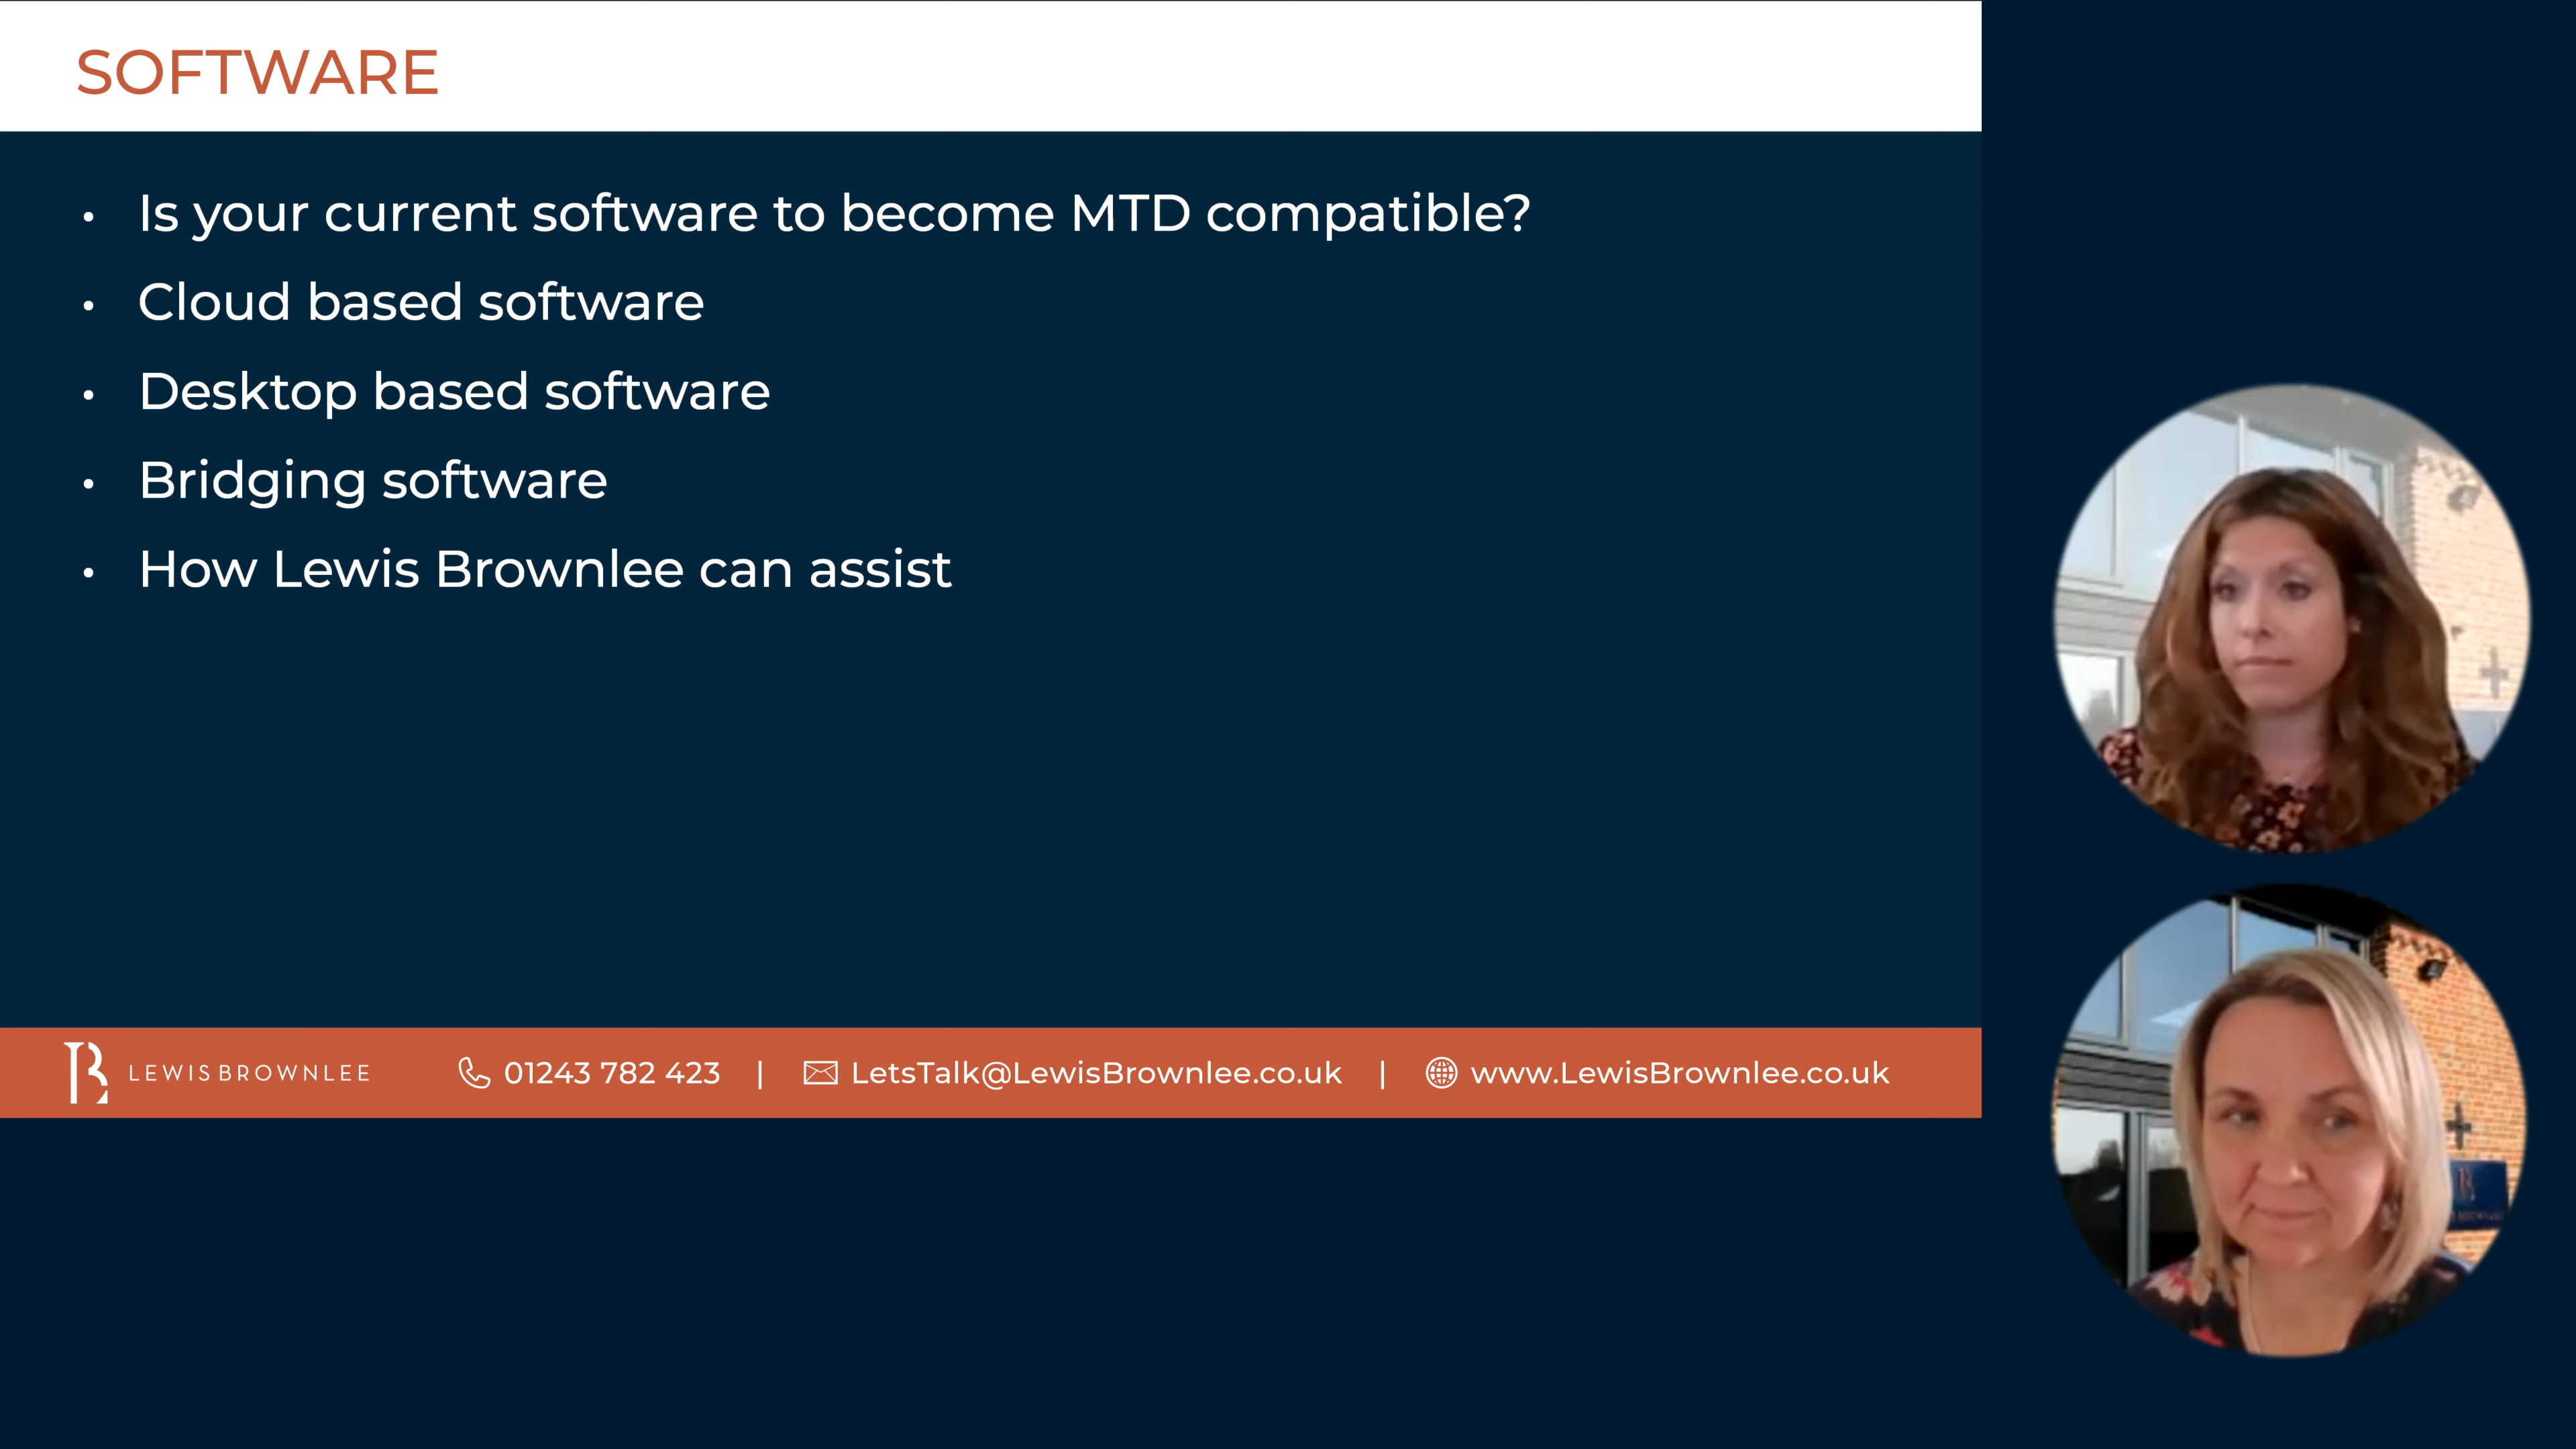 SOFTWARE
• Is your current software to become MTD compatible?
• Cloud based software
• Desktop based software
• Bridging software
• How Lewis Brownlee can assist
LEWIS BROWNLEE 01243 782 423 | LetsTalk@LewisBrownlee.co.uk | www.LewisBrownlee.co.uk